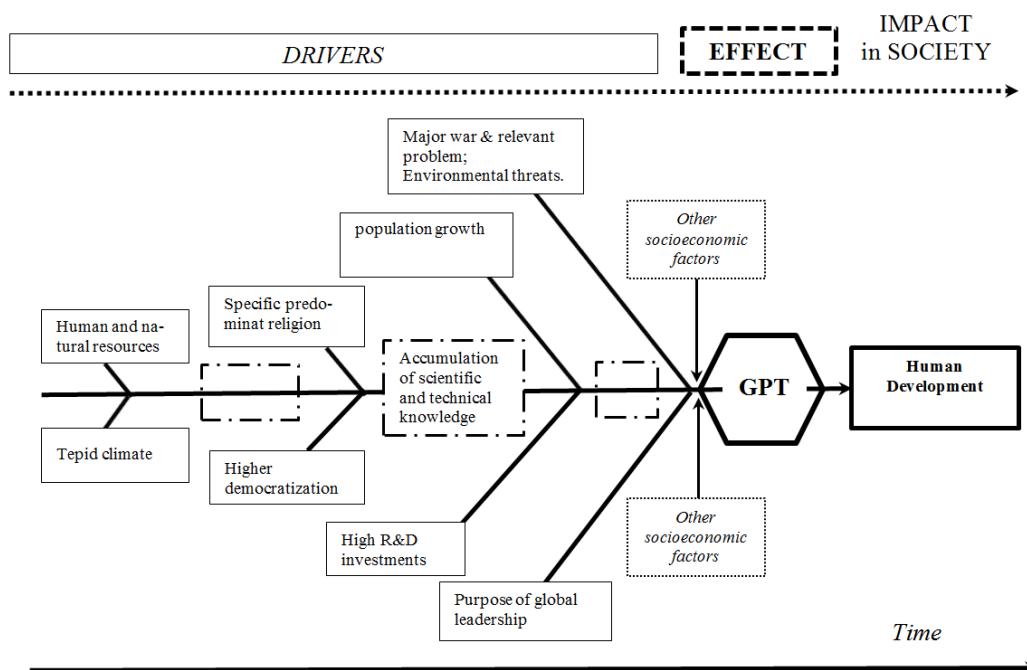 DRIVERS
EFFECT
IMPACT
in SOCIETY
Major war & relevant
problem;
Environmental threats.
population growth
Other
socioeconomic
factors
Specific predo-
minat religion
Human and na-
tural resources
Accumulation
of scientific
and technical
knowledge
GPT
Human
Development
Tepid climate
Higher
democratization
High R&D
investments
Other
socioeconomic
factors
Purpose of global
leadership
Time